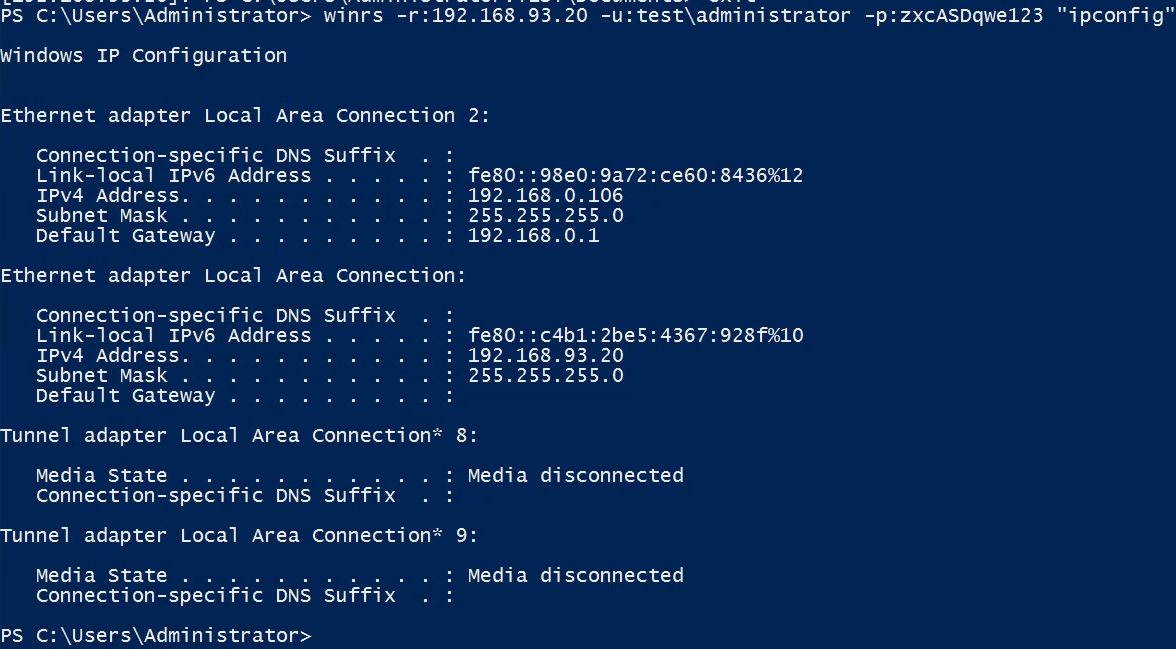 PS C:\Users\Administrator> winrs -r:192.168.93.20 -u:test\administrator -p:zxcASDqwe123 "ipconfig"
Windows IP Configuration
Ethernet adapter Local Area Connection 2:
Connection-specific DNS Suffix . :
Link-local IPv6 Address . . . . . : fe80::98e0:9a72:ce60:8436%12
IPv4 Address. . . . . . . . . . . : 192.168.0.106
Subnet Mask . . . . . . . . . . . : 255.255.255.0
Default Gateway . . . . . . . . . : 192.168.0.1
Ethernet adapter Local Area Connection:
Connection-specific DNS Suffix . :
Link-local IPv6 Address . . . . . : fe80::c4b1:2be5:4367:928f%10
IPv4 Address. . . . . . . . . . . : 192.168.93.20
Subnet Mask . . . . . . . . . . . : 255.255.255.0
Default Gateway . . . . . . . . . :
Tunnel adapter Local Area Connection* 8:
Media State . . . . . . . . . . . : Media disconnected
Connection-specific DNS Suffix . :
Tunnel adapter Local Area Connection* 9:
Media State . . . . . . . . . . . : Media disconnected
Connection-specific DNS Suffix . :
PS C:\Users\Administrator>